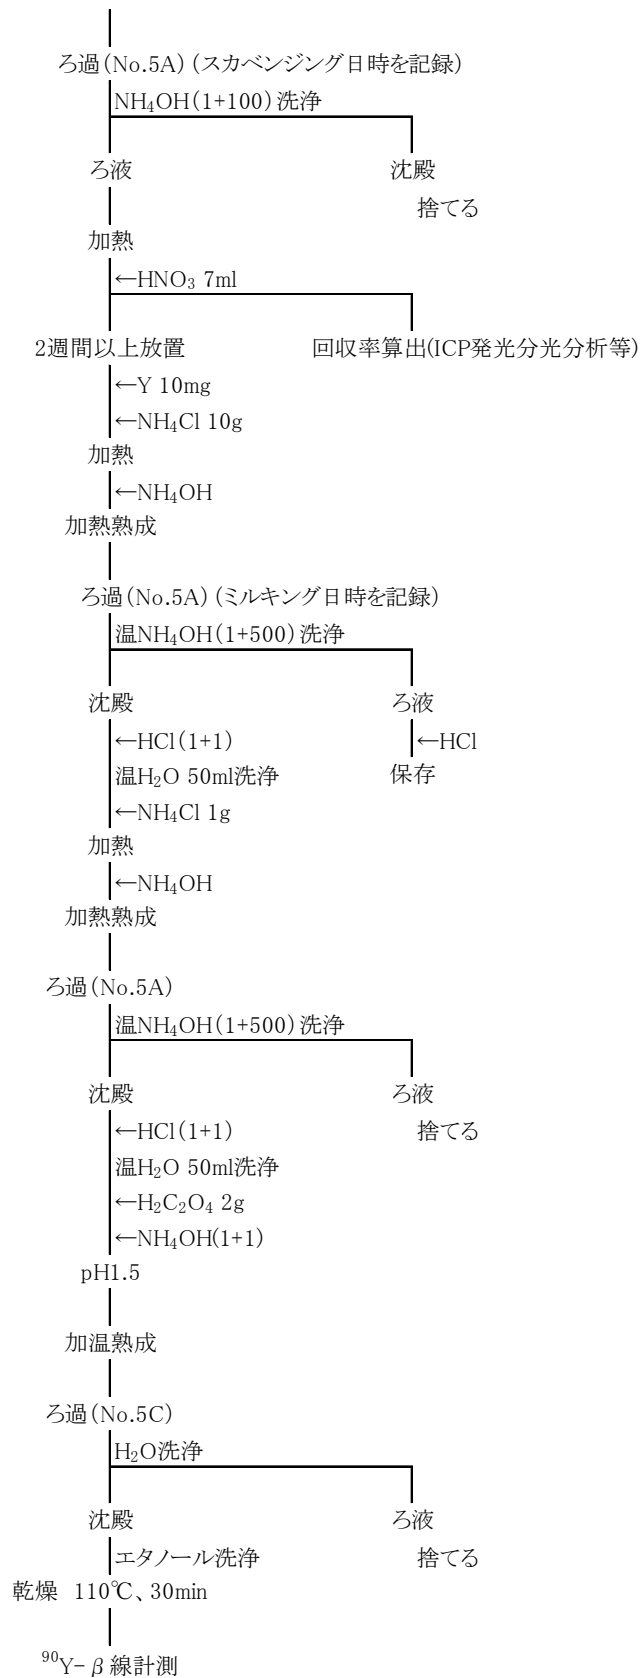 ろ過(No.5A) (スカベンジング日時を記録)
NH₄OH(1+100) 洗浄
ろ液 沈殿
捨てる
加熱
←HNO₃ 7ml
2週間以上放置 回収率算出(ICP発光分光分析等)
←Y 10mg
←NH₄Cl 10g
加熱
←NH₄OH
加熱熟成
ろ過(No.5A) (ミルキング日時を記録)
温NH₄OH(1+500) 洗浄
沈殿 ろ液
←HCl(1+1) ←HCl
温H₂O 50ml洗浄 保存
←NH₄Cl 1g
加熱
←NH₄OH
加熱熟成
ろ過(No.5A)
温NH₄OH(1+500) 洗浄
沈殿 ろ液
←HCl(1+1) 捨てる
温H₂O 50ml洗浄
←H₂C₂O₄ 2g
←NH₄OH(1+1)
pH1.5
加温熟成
ろ過(No.5C)
H₂O洗浄
沈殿 ろ液
エタノール洗浄 捨てる
乾燥 110℃、30min
⁹⁰Y-β線計測